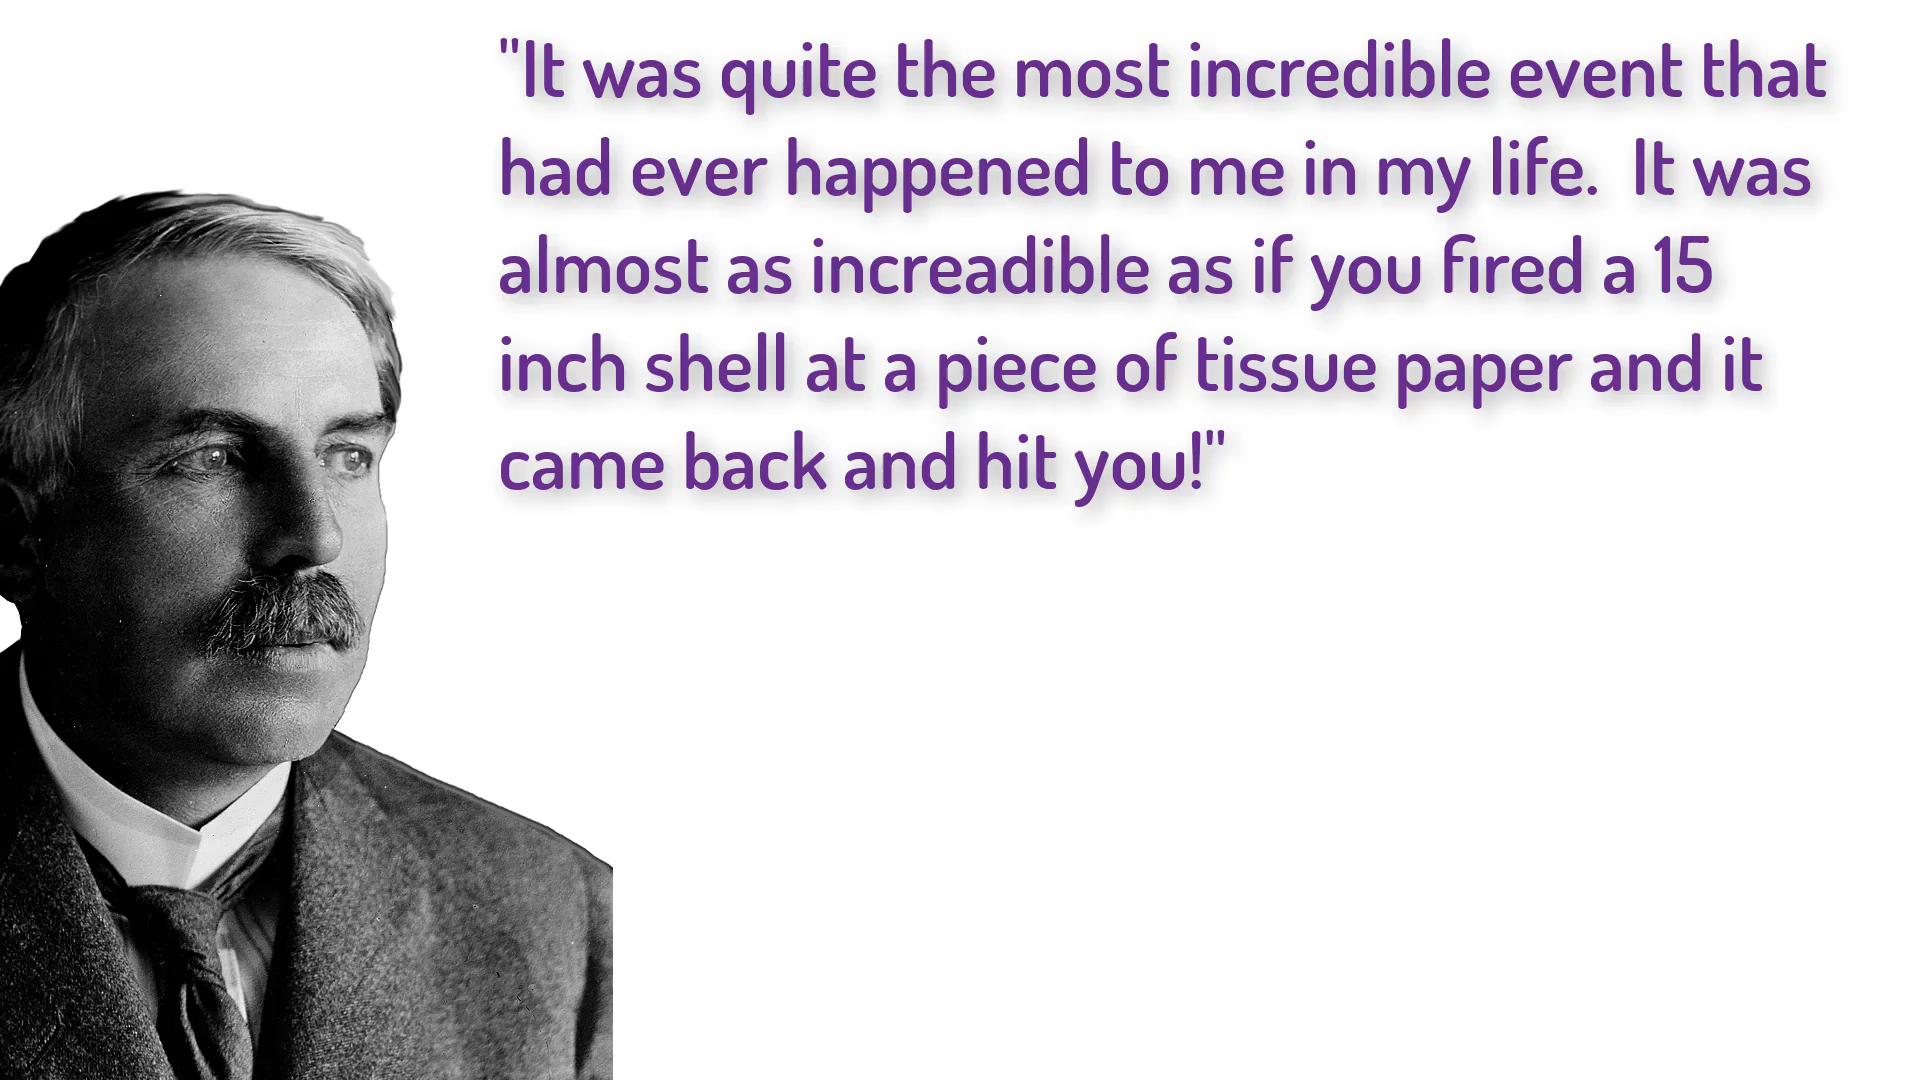 "It was quite the most incredible event that
had ever happened to me in my life.  It was
almost as increadible as if you fired a 15
inch shell at a piece of tissue paper and it
came back and hit you!"